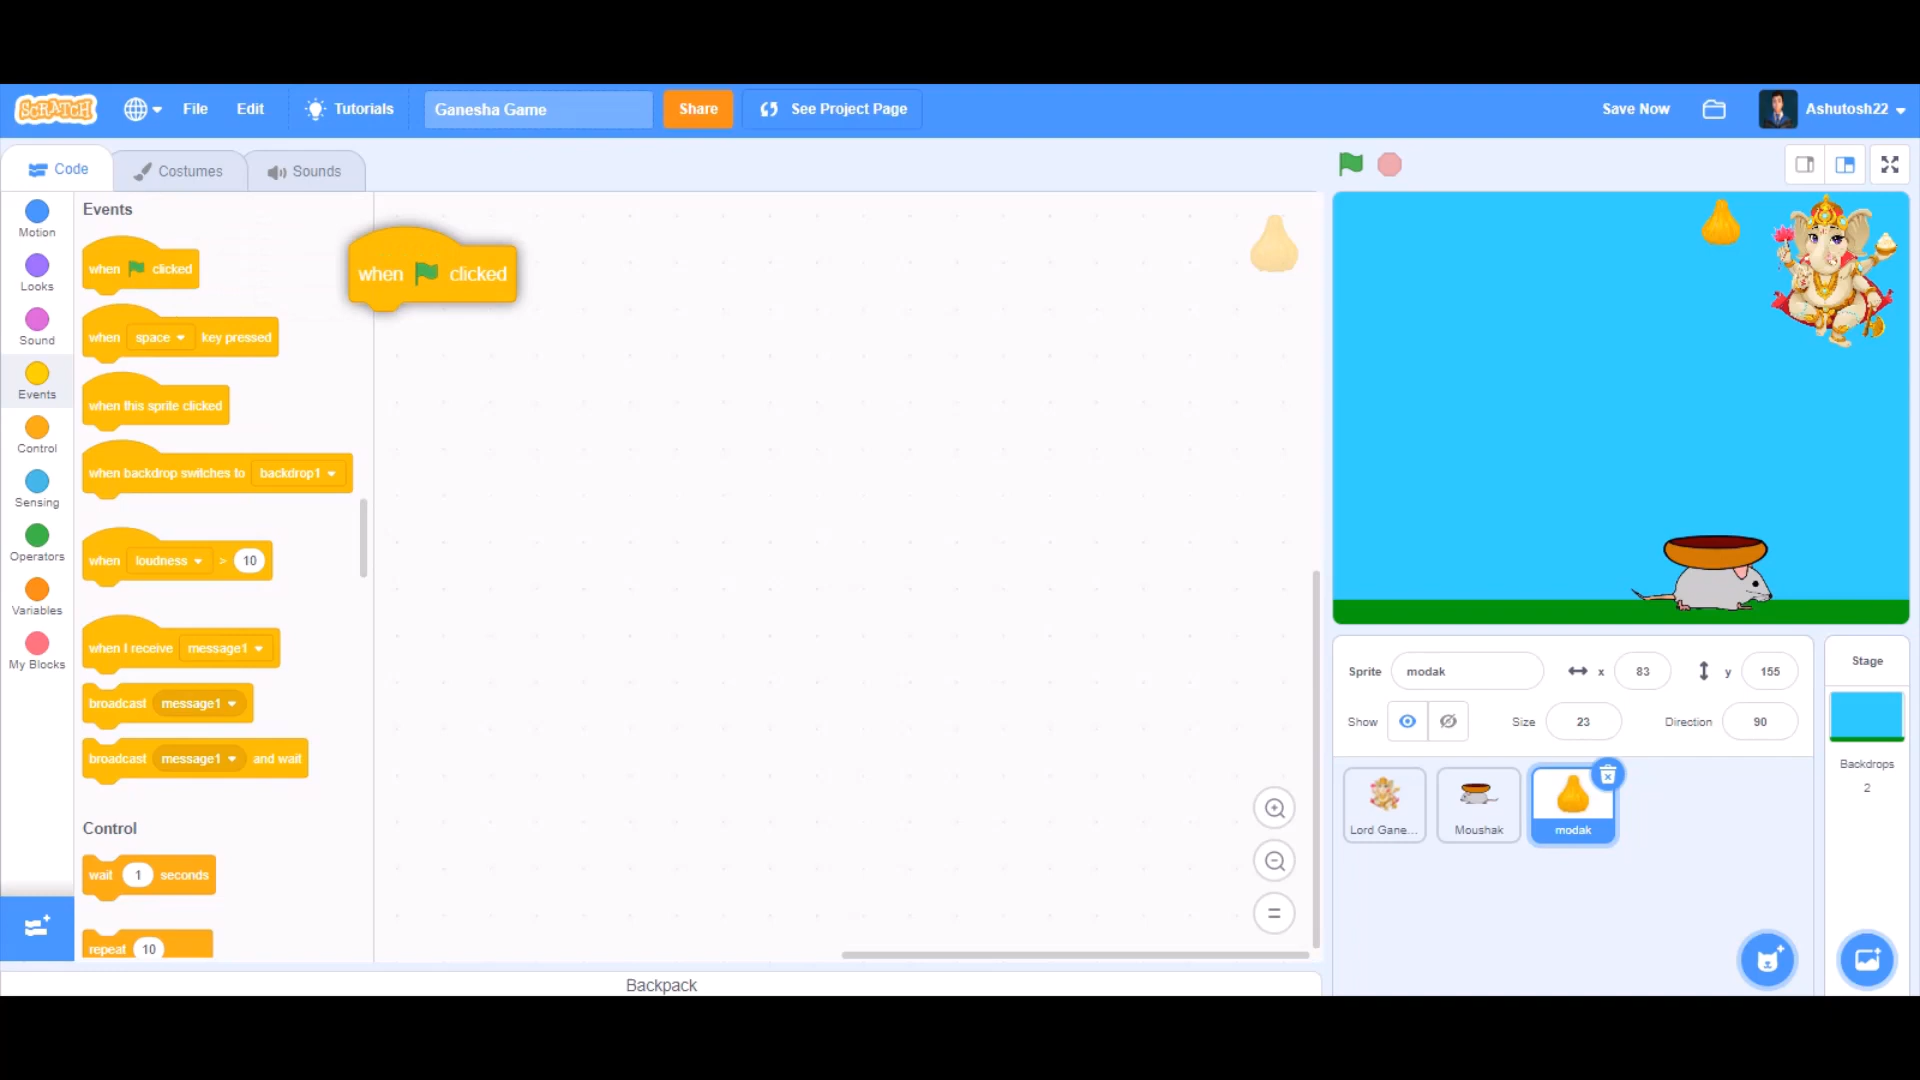 SCRATCH
File
Edit
Tutorials
Ganesha Game
Share
See Project Page
Save Now
Ashutosh22
Code
Costumes
Sounds
Motion
Looks
Sound
Events
Control
Sensing
Operators
Variables
My Blocks
Events
when clicked
when space key pressed
when this sprite clicked
when backdrop switches to backdrop1
when loudness > 10
when I receive message1
broadcast message1
broadcast message1 and wait
Control
wait 1 seconds
repeat 10
when clicked
Sprite modak x 83 y 155
Show Size 23 Direction 90
Lord Gane...
Moushak
modak
Stage
Backdrops
2
Backpack